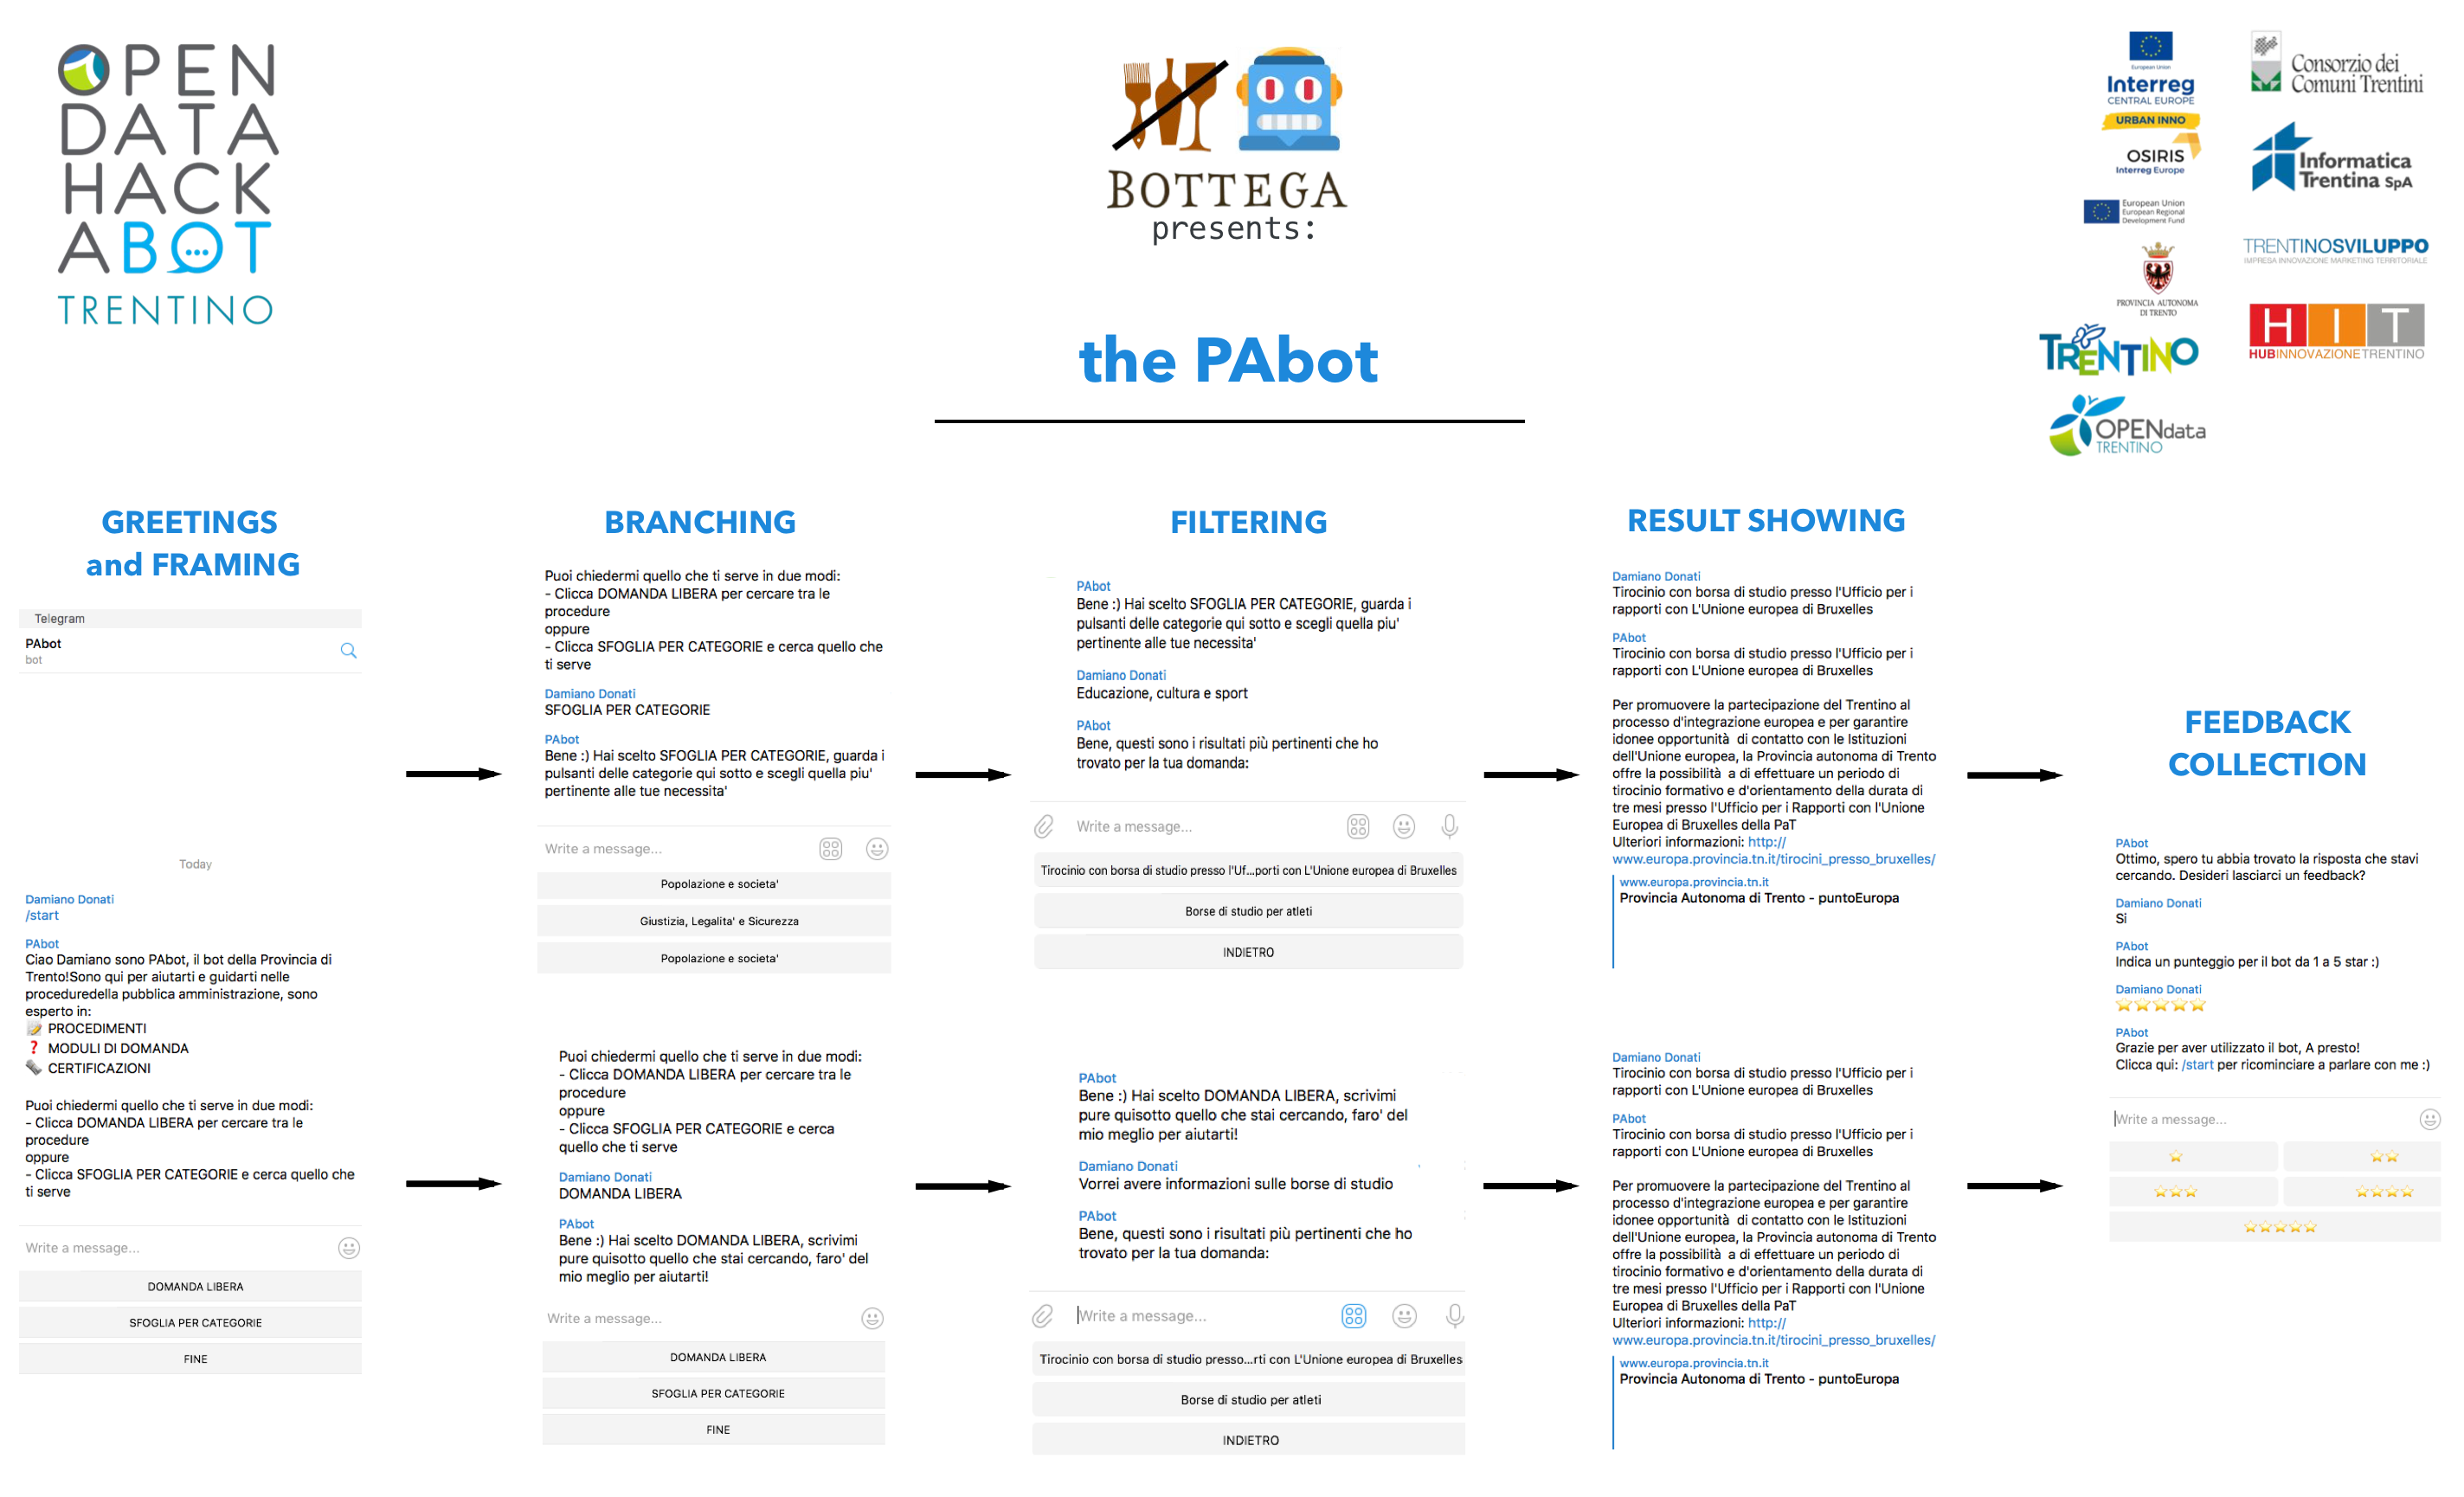 OPEN
DATA
HACK
ABOT
TRENTINO
BOTTEGA
presents:
the PAbot
European Union
Interreg
CENTRAL EUROPE
URBAN INNO
OSIRIS
Interreg Europe
European Union
European Regional
Development Fund
PROVINCIA AUTONOMA
DI TRENTO
TRENTINO
OPENdata
TRENTINO
Consorzio dei
Comuni Trentini
Informatica
Trentina SpA
TRENTINOSVILUPPO
IMPRESA INNOVAZIONE MARKETING TERRITORIALE
HIT
HUBINNOVAZIONETRENTINO
GREETINGS
and FRAMING
Telegram
PAbot
bot
Today
Damiano Donati
/start
PAbot
Ciao Damiano sono PAbot, il bot della Provincia di
Trento!Sono qui per aiutarti e guidarti nelle
proceduredella pubblica amministrazione, sono
esperto in:
📝 PROCEDIMENTI
❓ MODULI DI DOMANDA
🗞 CERTIFICAZIONI
Puoi chiedermi quello che ti serve in due modi:
- Clicca DOMANDA LIBERA per cercare tra le
procedure
oppure
- Clicca SFOGLIA PER CATEGORIE e cerca quello che
ti serve
Write a message...
DOMANDA LIBERA
SFOGLIA PER CATEGORIE
FINE
BRANCHING
Puoi chiedermi quello che ti serve in due modi:
- Clicca DOMANDA LIBERA per cercare tra le
procedure
oppure
- Clicca SFOGLIA PER CATEGORIE e cerca quello che
ti serve
Damiano Donati
SFOGLIA PER CATEGORIE
PAbot
Bene :) Hai scelto SFOGLIA PER CATEGORIE, guarda i
pulsanti delle categorie qui sotto e scegli quella piu'
pertinente alle tue necessita'
Write a message...
Popolazione e societa'
Giustizia, Legalita' e Sicurezza
Popolazione e societa'
Puoi chiedermi quello che ti serve in due modi:
- Clicca DOMANDA LIBERA per cercare tra le
procedure
oppure
- Clicca SFOGLIA PER CATEGORIE e cerca
quello che ti serve
Damiano Donati
DOMANDA LIBERA
PAbot
Bene :) Hai scelto DOMANDA LIBERA, scrivimi
pure quisotto quello che stai cercando, faro' del
mio meglio per aiutarti!
Write a message...
DOMANDA LIBERA
SFOGLIA PER CATEGORIE
FINE
FILTERING
PAbot
Bene :) Hai scelto SFOGLIA PER CATEGORIE, guarda i
pulsanti delle categorie qui sotto e scegli quella piu'
pertinente alle tue necessita'
Damiano Donati
Educazione, cultura e sport
PAbot
Bene, questi sono i risultati più pertinenti che ho
trovato per la tua domanda:
Write a message...
Tirocinio con borsa di studio presso l'Uf...porti con L'Unione europea di Bruxelles
Borse di studio per atleti
INDIETRO
PAbot
Bene :) Hai scelto DOMANDA LIBERA, scrivimi
pure quisotto quello che stai cercando, faro' del
mio meglio per aiutarti!
Damiano Donati
Vorrei avere informazioni sulle borse di studio
PAbot
Bene, questi sono i risultati più pertinenti che ho
trovato per la tua domanda:
Write a message...
Tirocinio con borsa di studio presso...rti con L'Unione europea di Bruxelles
Borse di studio per atleti
INDIETRO
RESULT SHOWING
Damiano Donati
Tirocinio con borsa di studio presso l'Ufficio per i
rapporti con L'Unione europea di Bruxelles
PAbot
Tirocinio con borsa di studio presso l'Ufficio per i
rapporti con L'Unione europea di Bruxelles
Per promuovere la partecipazione del Trentino al
processo d'integrazione europea e per garantire
idonee opportunità  di contatto con le Istituzioni
dell'Unione europea, la Provincia autonoma di Trento
offre la possibilità  a di effettuare un periodo di
tirocinio formativo e d'orientamento della durata di
tre mesi presso l'Ufficio per i Rapporti con l'Unione
Europea di Bruxelles della PaT
Ulteriori informazioni: http://
www.europa.provincia.tn.it/tirocini_presso_bruxelles/
www.europa.provincia.tn.it
Provincia Autonoma di Trento - puntoEuropa
Damiano Donati
Tirocinio con borsa di studio presso l'Ufficio per i
rapporti con L'Unione europea di Bruxelles
PAbot
Tirocinio con borsa di studio presso l'Ufficio per i
rapporti con L'Unione europea di Bruxelles
Per promuovere la partecipazione del Trentino al
processo d'integrazione europea e per garantire
idonee opportunità  di contatto con le Istituzioni
dell'Unione europea, la Provincia autonoma di Trento
offre la possibilità  a di effettuare un periodo di
tirocinio formativo e d'orientamento della durata di
tre mesi presso l'Ufficio per i Rapporti con l'Unione
Europea di Bruxelles della PaT
Ulteriori informazioni: http://
www.europa.provincia.tn.it/tirocini_presso_bruxelles/
www.europa.provincia.tn.it
Provincia Autonoma di Trento - puntoEuropa
FEEDBACK
COLLECTION
PAbot
Ottimo, spero tu abbia trovato la risposta che stavi
cercando. Desideri lasciarci un feedback?
Damiano Donati
Si
PAbot
Indica un punteggio per il bot da 1 a 5 star :)
Damiano Donati
⭐⭐⭐⭐⭐
PAbot
Grazie per aver utilizzato il bot, A presto!
Clicca qui: /start per ricominciare a parlare con me :)
Write a message...
⭐
⭐⭐
⭐⭐⭐
⭐⭐⭐⭐
⭐⭐⭐⭐⭐